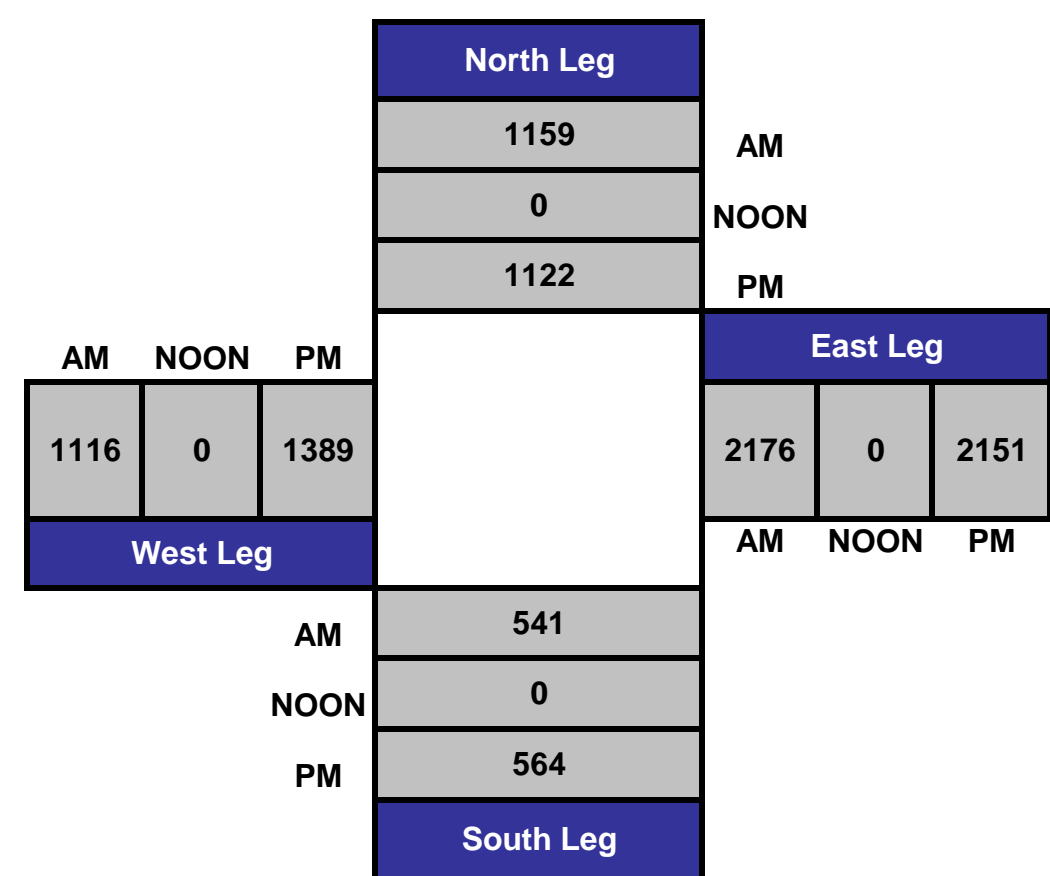 North Leg
1159
AM
0
NOON
1122
PM
East Leg
AM NOON PM
1116 0 1389
2176 0 2151
West Leg
AM NOON PM
541
AM
0
NOON
564
PM
South Leg